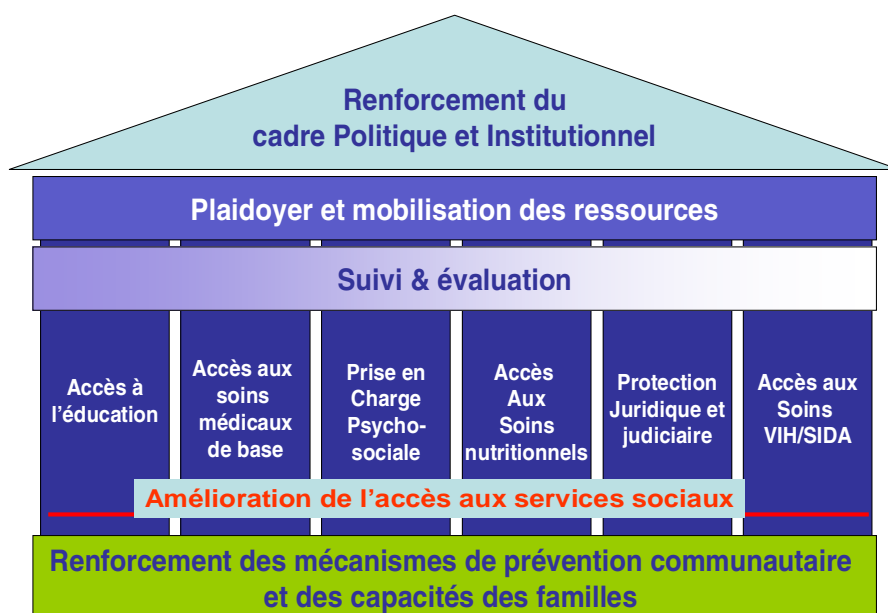 Renforcement du
cadre Politique et Institutionnel
Plaidoyer et mobilisation des ressources
Suivi & évaluation
Accès à
l’éducation
Accès aux
soins
médicaux
de base
Prise en
Charge
Psycho-
sociale
Accès
Aux
Soins
nutritionnels
Protection
Juridique et
judiciaire
Accès aux
Soins
VIH/SIDA
Amélioration de l’accès aux services sociaux
Renforcement des mécanismes de prévention communautaire
et des capacités des familles